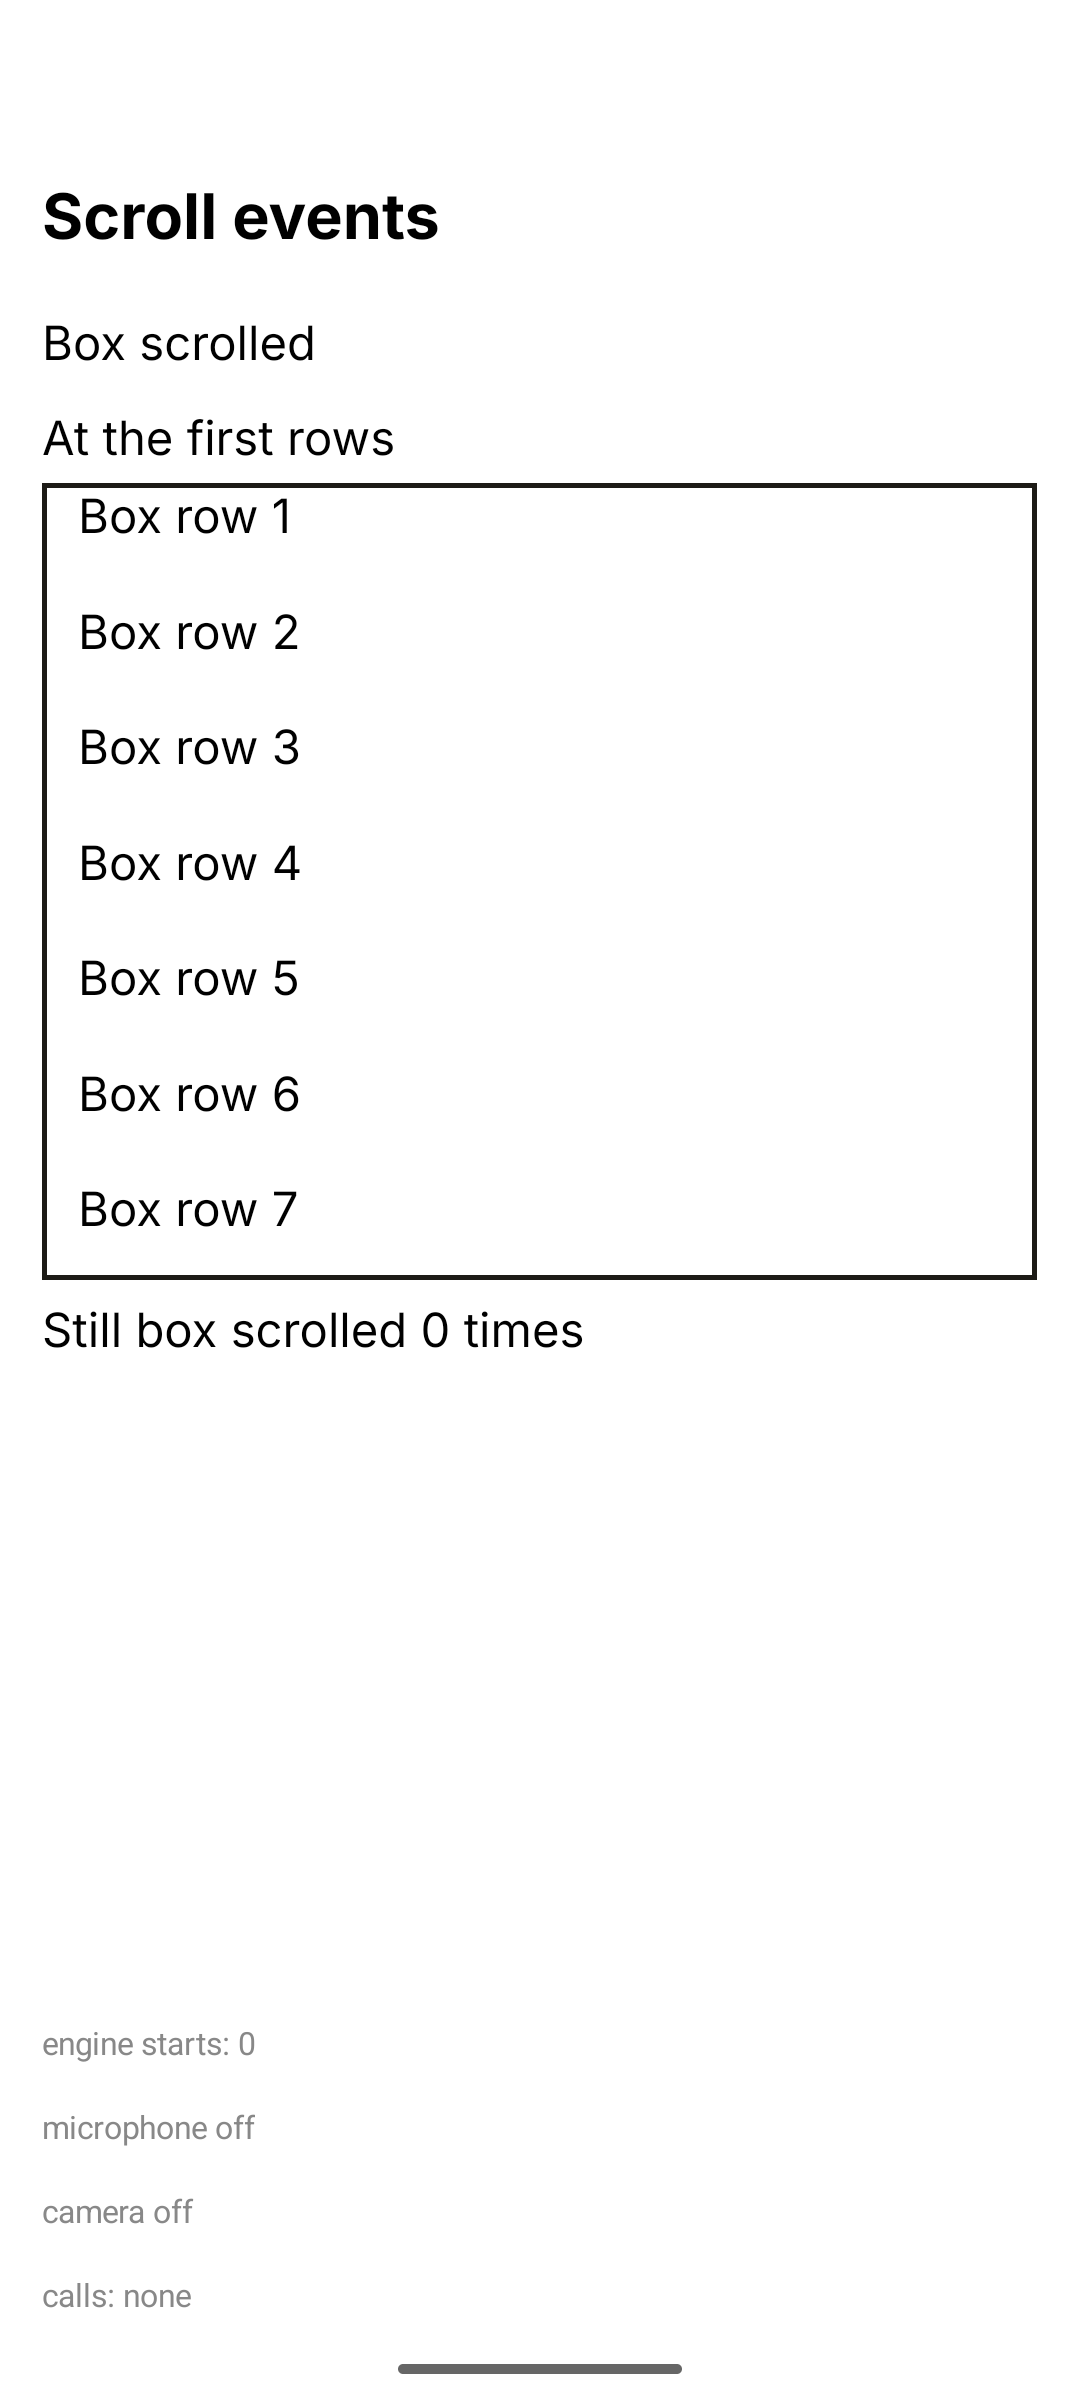 Scroll events
Box scrolled
At the first rows
Box row 1
Box row 2
Box row 3
Box row 4
Box row 5
Box row 6
Box row 7
Still box scrolled 0 times
engine starts: 0
microphone off
camera off
calls: none